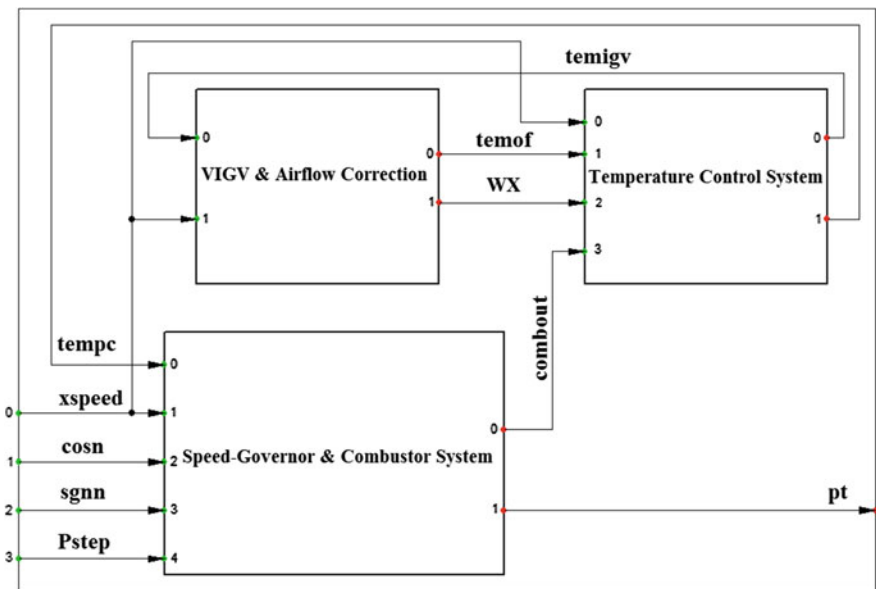 temigv
0
0
0
temof
0
1
VIGV & Airflow Correction
Temperature Control System
WX
1
2
1
1
3
combout
tempc
0
xspeed
0
1
0
cosn
Speed-Governor & Combustor System
1
2
sgnn
pt
2
3
1
Pstep
3
4